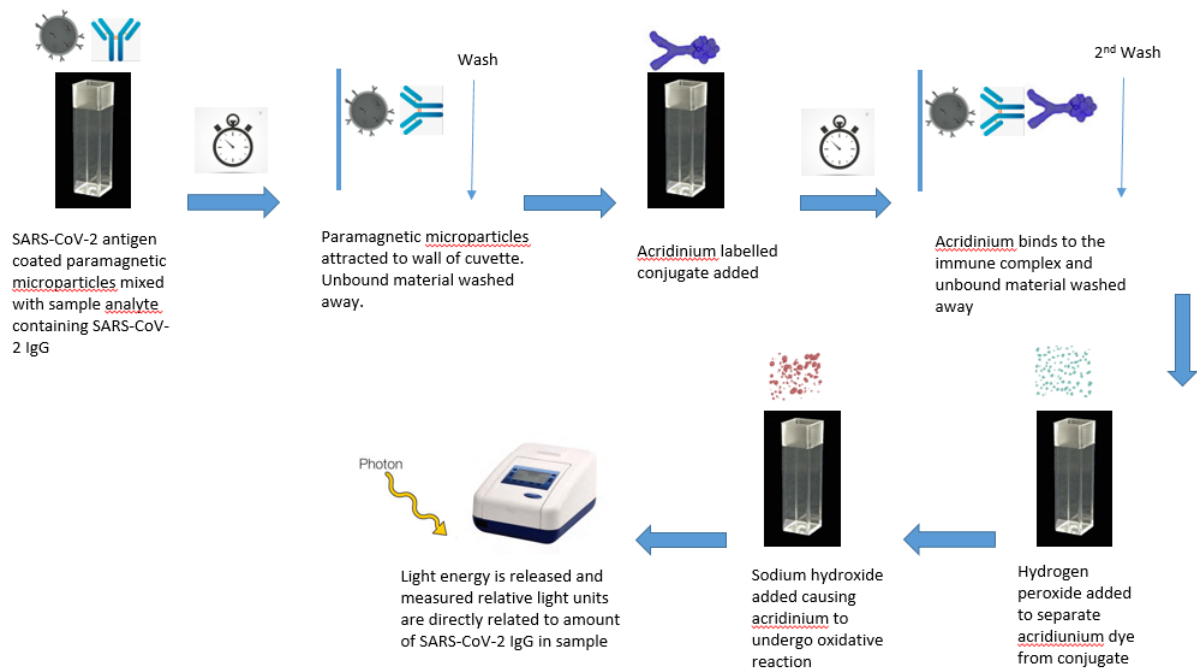 Wash
2nd Wash
SARS-CoV-2 antigen
coated paramagnetic
microparticles mixed
with sample analyte
containing SARS-CoV-
2 IgG
Paramagnetic microparticles
attracted to wall of cuvette.
Unbound material washed
away.
Acridinium labelled
conjugate added
Acridinium binds to the
immune complex and
unbound material washed
away
Hydrogen
peroxide added
to separate
acridiunium dye
from conjugate
Sodium hydroxide
added causing
acridinium to
undergo oxidative
reaction
Photon
Light energy is released and
measured relative light units
are directly related to amount
of SARS-CoV-2 IgG in sample